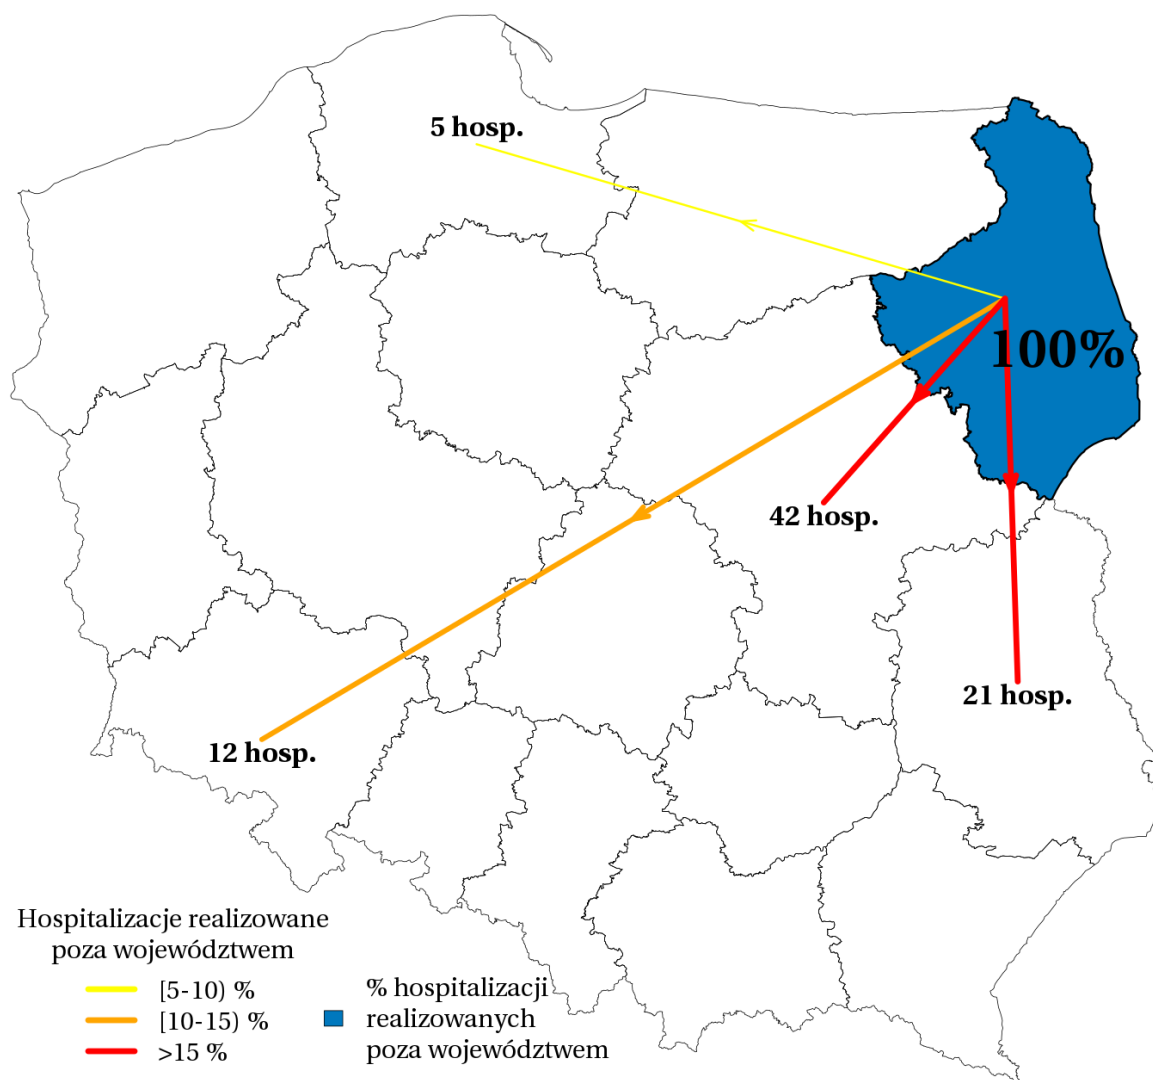 5 hosp.
100%
42 hosp.
21 hosp.
12 hosp.
Hospitalizacje realizowane
poza województwem
[5-10) %
[10-15) %
>15 %
% hospitalizacji
realizowanych
poza województwem